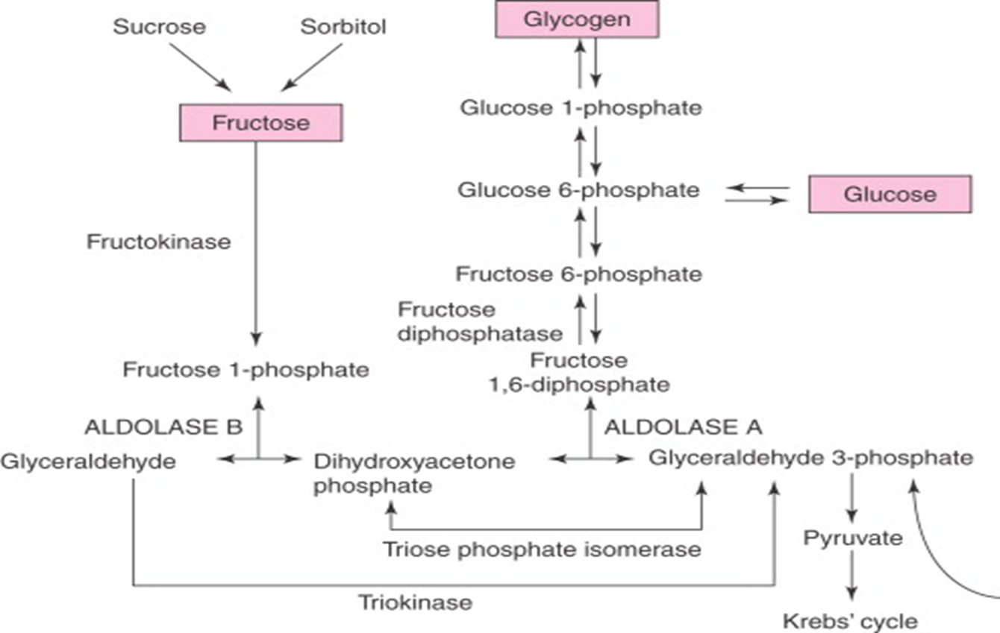 Sucrose
Sorbitol
Glycogen
Glucose 1-phosphate
Fructose
Glucose 6-phosphate
Glucose
Fructokinase
Fructose 6-phosphate
Fructose
diphosphatase
Fructose 1-phosphate
Fructose
1,6-diphosphate
ALDOLASE B
ALDOLASE A
Glyceraldehyde
Dihydroxyacetone
phosphate
Glyceraldehyde 3-phosphate
Triose phosphate isomerase
Pyruvate
Triokinase
Krebs’ cycle